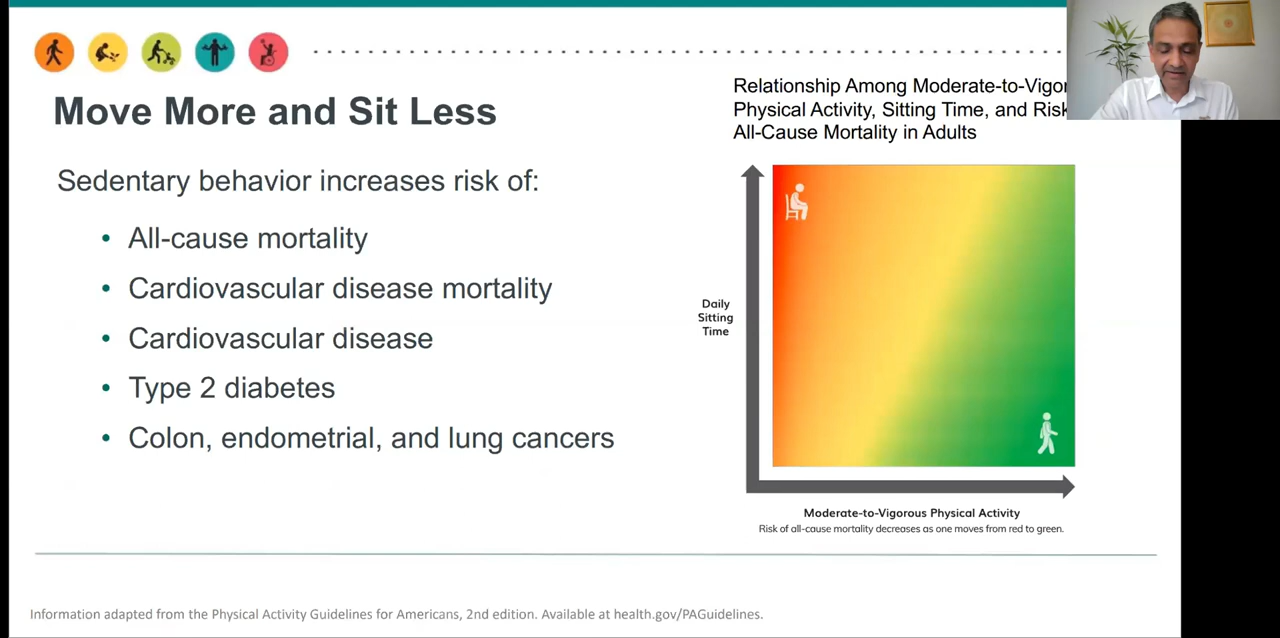 Move More and Sit Less
Sedentary behavior increases risk of:
• All-cause mortality
• Cardiovascular disease mortality
• Cardiovascular disease
• Type 2 diabetes
• Colon, endometrial, and lung cancers
Relationship Among Moderate-to-Vigor
Physical Activity, Sitting Time, and Risk
All-Cause Mortality in Adults
Daily
Sitting
Time
Moderate-to-Vigorous Physical Activity
Risk of all-cause mortality decreases as one moves from red to green.
Information adapted from the Physical Activity Guidelines for Americans, 2nd edition. Available at health.gov/PAGuidelines.